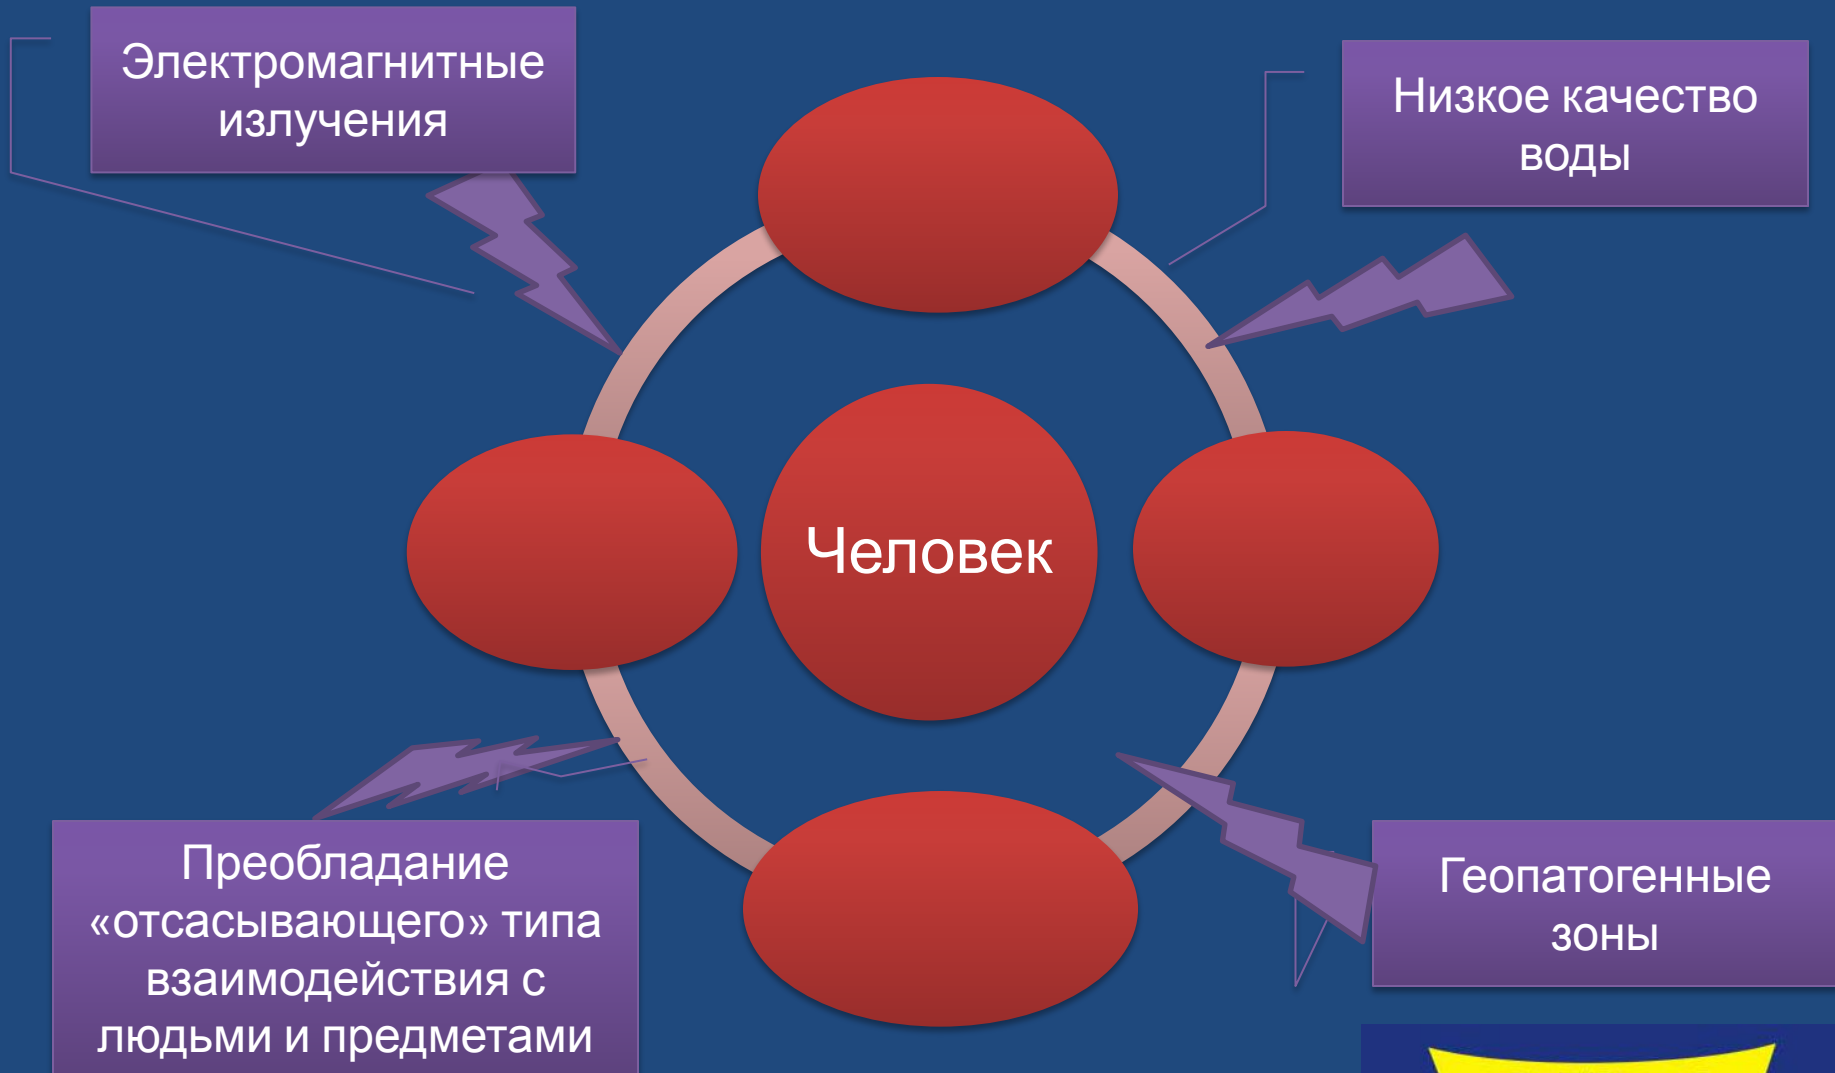 Электромагнитные
излучения
Низкое качество
воды
Человек
Преобладание
«отсасывающего» типа
взаимодействия с
людьми и предметами
Геопатогенные
зоны